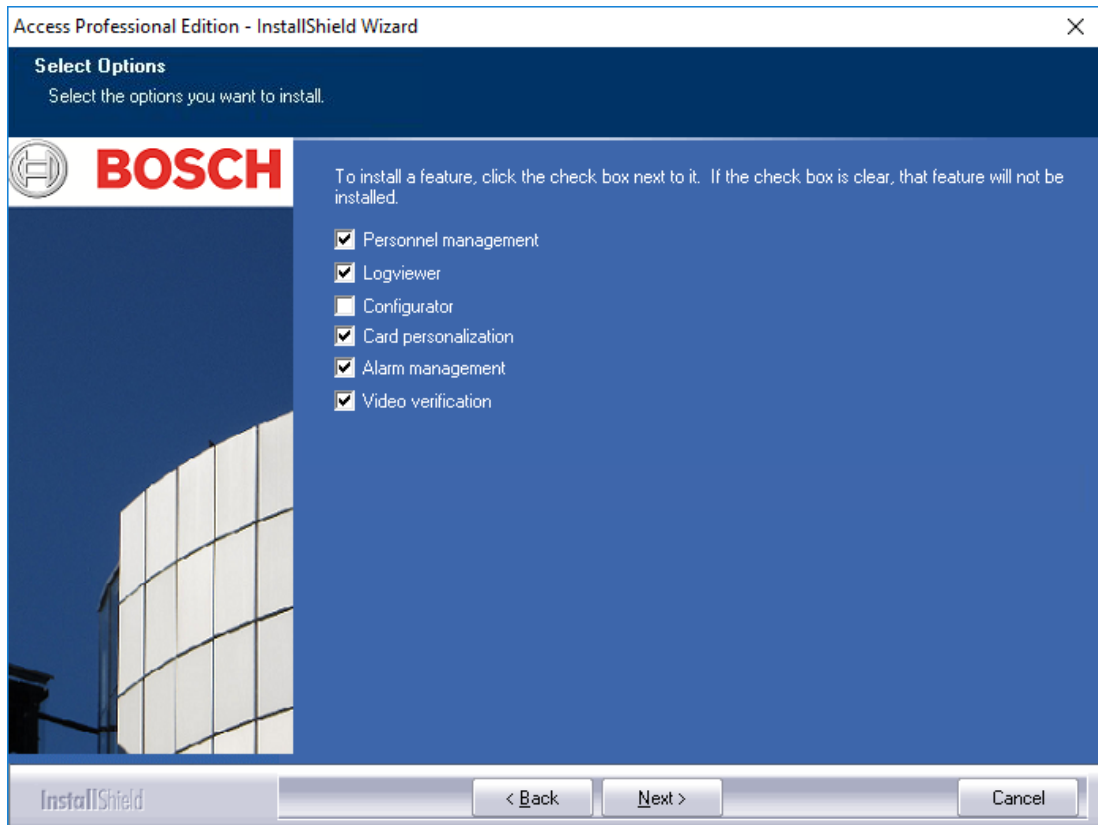 Access Professional Edition - InstallShield Wizard
Select Options
Select the options you want to install.
BOSCH
To install a feature, click the check box next to it.  If the check box is clear, that feature will not be
installed.
Personnel management
Logviewer
Configurator
Card personalization
Alarm management
Video verification
InstallShield
< Back
Next >
Cancel